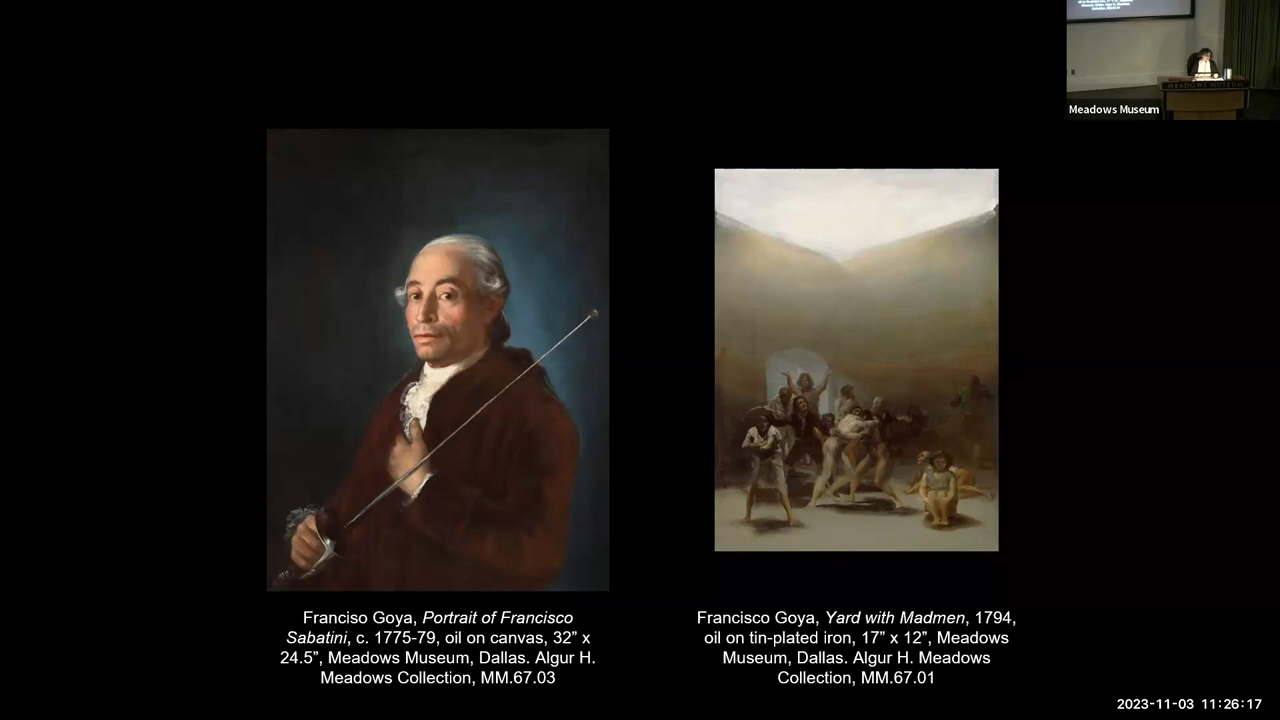 Meadows Museum
MEADOWS MUSEUM
Franciso Goya, Portrait of Francisco
Sabatini, c. 1775-79, oil on canvas, 32” x
24.5”, Meadows Museum, Dallas. Algur H.
Meadows Collection, MM.67.03
Francisco Goya, Yard with Madmen, 1794,
oil on tin-plated iron, 17” x 12”, Meadows
Museum, Dallas. Algur H. Meadows
Collection, MM.67.01
2023-11-03 11:26:17